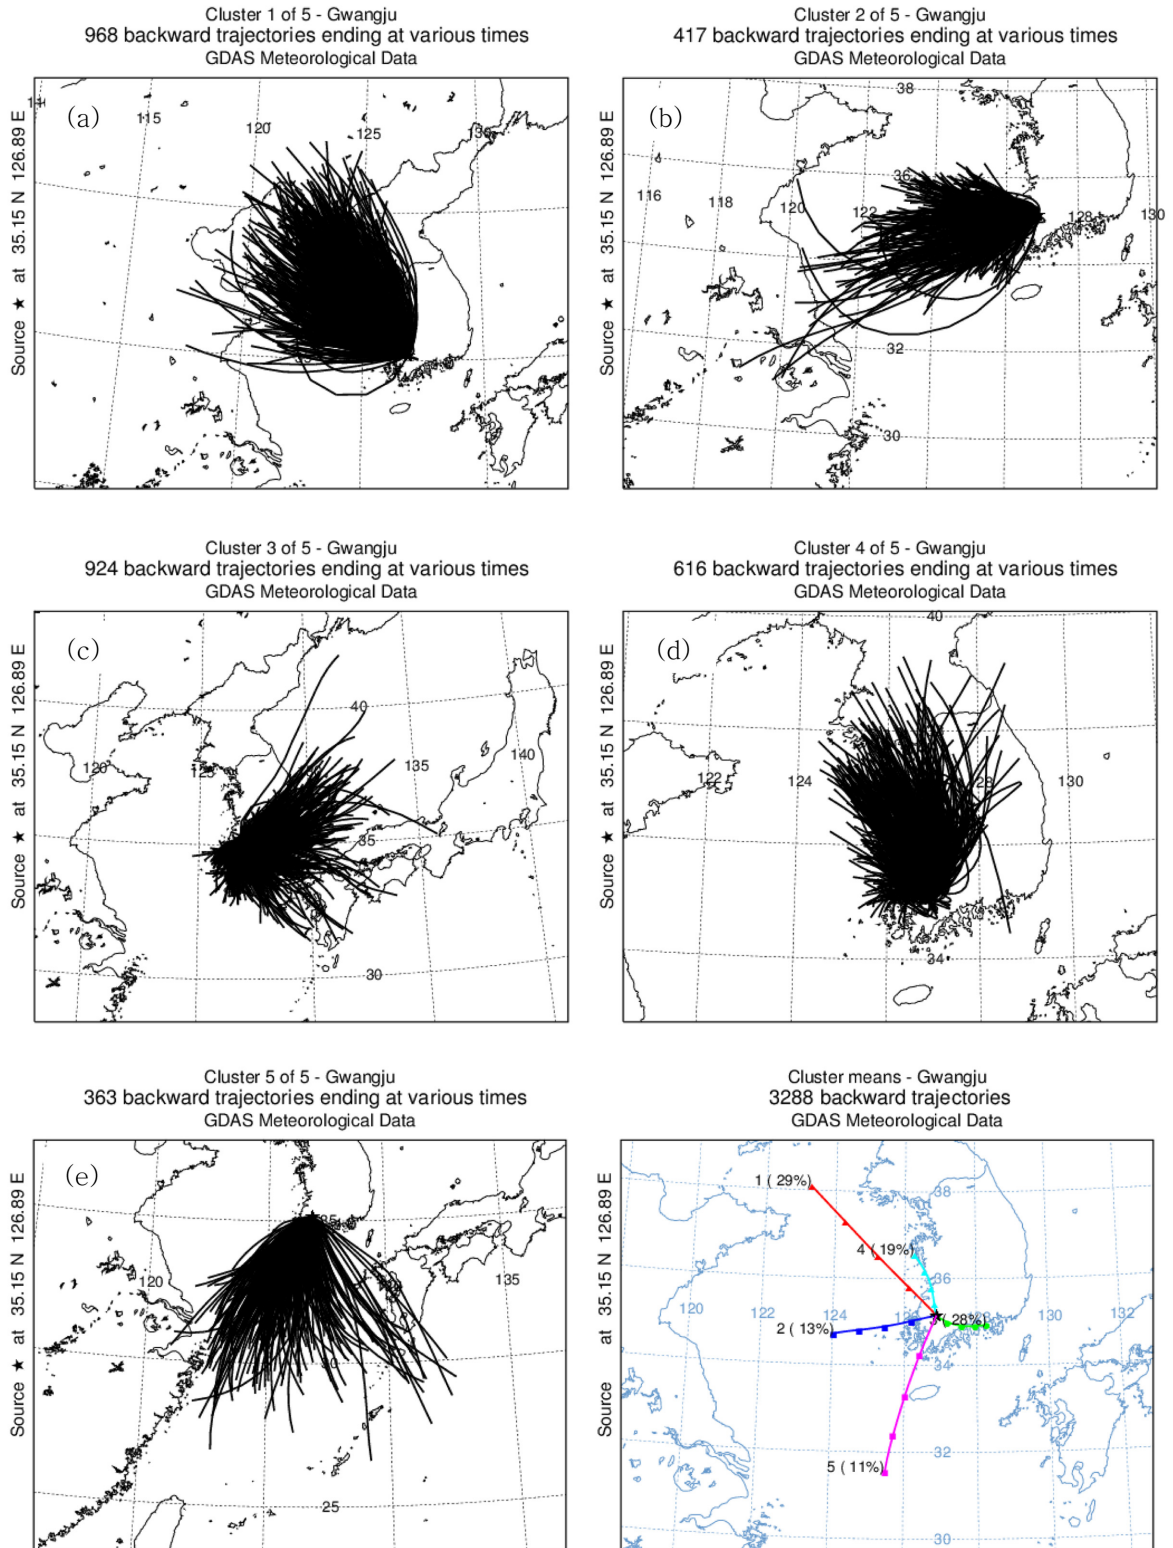 Cluster 1 of 5 - Gwangju
968 backward trajectories ending at various times
GDAS Meteorological Data
Source ★ at 35.15 N 126.89 E
(a)
115
120
125
130
Cluster 2 of 5 - Gwangju
417 backward trajectories ending at various times
GDAS Meteorological Data
Source ★ at 35.15 N 126.89 E
(b)
38
36
116
118
120
122
128
130
32
30
Cluster 3 of 5 - Gwangju
924 backward trajectories ending at various times
GDAS Meteorological Data
Source ★ at 35.15 N 126.89 E
(c)
40
120
125
135
140
35
30
Cluster 4 of 5 - Gwangju
616 backward trajectories ending at various times
GDAS Meteorological Data
Source ★ at 35.15 N 126.89 E
(d)
40
122
124
130
34
Cluster 5 of 5 - Gwangju
363 backward trajectories ending at various times
GDAS Meteorological Data
Source ★ at 35.15 N 126.89 E
(e)
35
120
135
30
25
Cluster means - Gwangju
3288 backward trajectories
GDAS Meteorological Data
Source ★ at 35.15 N 126.89 E
1 ( 29%)
38
4 ( 19%)
36
120
122
124
126
128
130
132
28%)
2 ( 13%)
34
5 ( 11%)
32
30